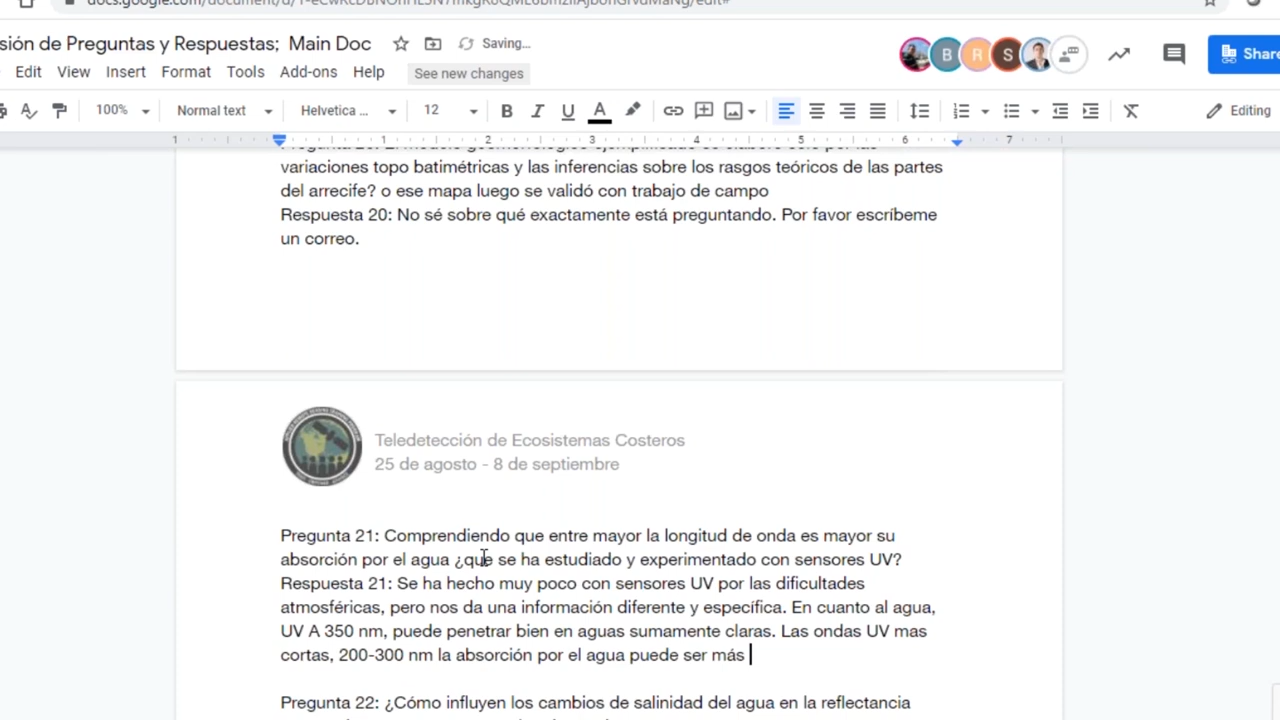 sión de Preguntas y Respuestas; Main Doc
Saving...
B R S
Share
Edit View Insert Format Tools Add-ons Help See new changes
100% Normal text Helvetica ... 12 B I U A Editing
1 1 2 3 4 5 6 7
variaciones topo batimétricas y las inferencias sobre los rasgos teóricos de las partes
del arrecife? o ese mapa luego se validó con trabajo de campo
Respuesta 20: No sé sobre qué exactamente está preguntando. Por favor escríbeme
un correo.
Teledetección de Ecosistemas Costeros
25 de agosto - 8 de septiembre
Pregunta 21: Comprendiendo que entre mayor la longitud de onda es mayor su
absorción por el agua ¿que se ha estudiado y experimentado con sensores UV?
Respuesta 21: Se ha hecho muy poco con sensores UV por las dificultades
atmosféricas, pero nos da una información diferente y específica. En cuanto al agua,
UV A 350 nm, puede penetrar bien en aguas sumamente claras. Las ondas UV mas
cortas, 200-300 nm la absorción por el agua puede ser más
Pregunta 22: ¿Cómo influyen los cambios de salinidad del agua en la reflectancia